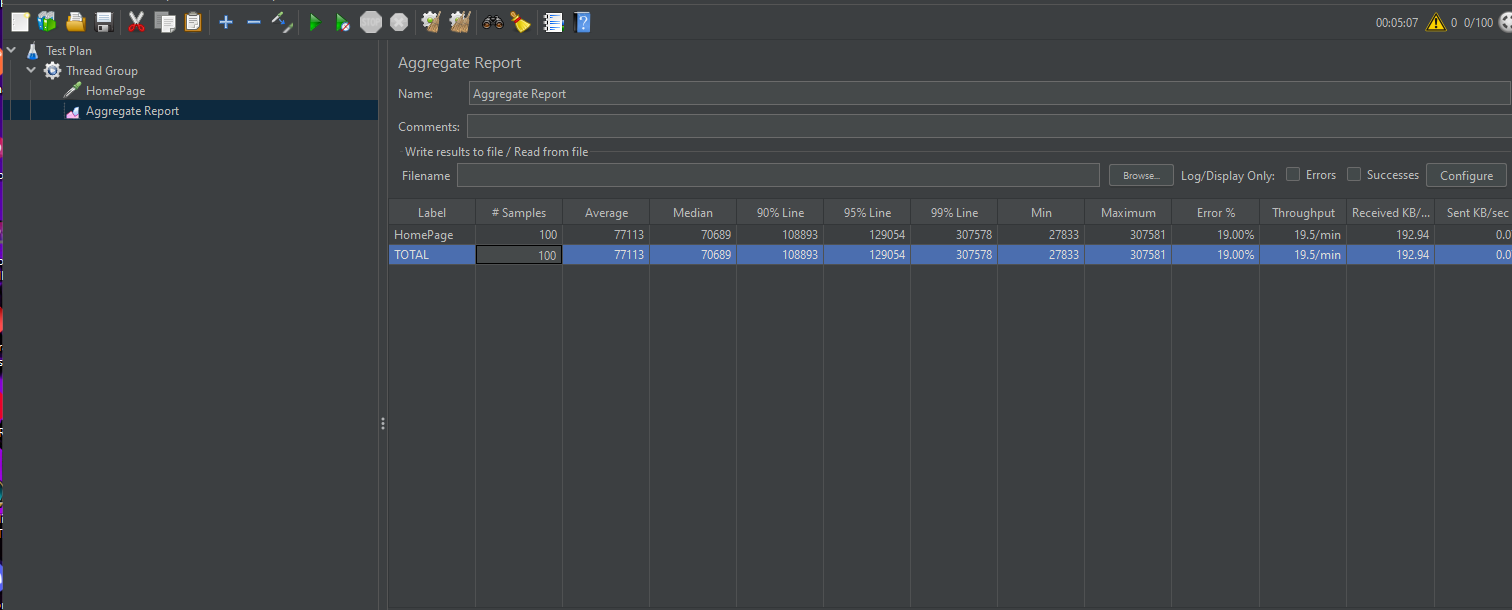 STOP
00:05:07 0 0/100
Test Plan
Thread Group
HomePage
Aggregate Report
Aggregate Report
Name: Aggregate Report
Comments:
Write results to file / Read from file
Filename Browse... Log/Display Only: Errors Successes Configure
Label # Samples Average Median 90% Line 95% Line 99% Line Min Maximum Error % Throughput Received KB/... Sent KB/sec
HomePage 100 77113 70689 108893 129054 307578 27833 307581 19.00% 19.5/min 192.94 0.0
TOTAL 100 77113 70689 108893 129054 307578 27833 307581 19.00% 19.5/min 192.94 0.0